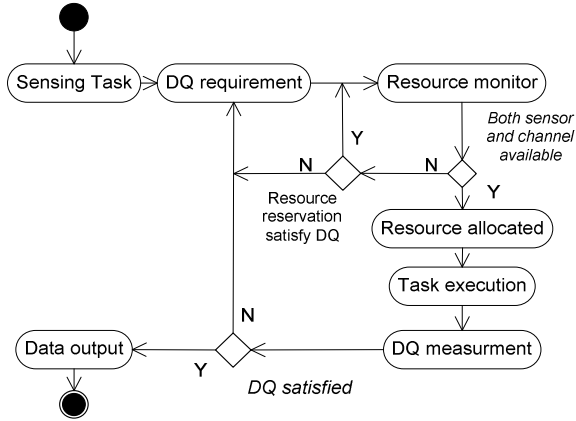 Sensing Task
DQ requirement
Resource monitor
Both sensor
and channel
available
Y
N
N
Y
Resource
reservation
satisfy DQ
Resource allocated
Task execution
N
Data output
DQ measurment
Y
DQ satisfied